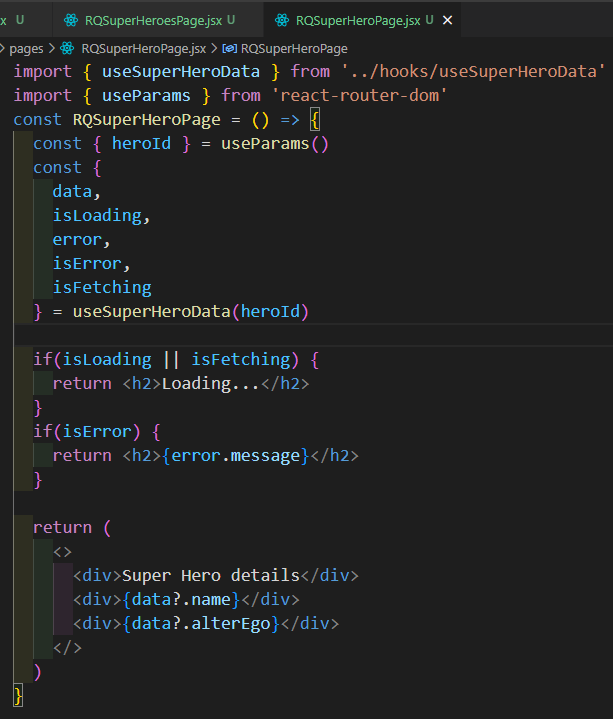 x U RQSuperHeroesPage.jsx U RQSuperHeroPage.jsx U ×
pages > RQSuperHeroPage.jsx > RQSuperHeroPage
import { useSuperHeroData } from '../hooks/useSuperHeroData'
import { useParams } from 'react-router-dom'
const RQSuperHeroPage = () => {
  const { heroId } = useParams()
  const {
    data,
    isLoading,
    error,
    isError,
    isFetching
  } = useSuperHeroData(heroId)

  if(isLoading || isFetching) {
    return <h2>Loading...</h2>
  }
  if(isError) {
    return <h2>{error.message}</h2>
  }

  return (
    <>
      <div>Super Hero details</div>
      <div>{data?.name}</div>
      <div>{data?.alterEgo}</div>
    </>
  )
}